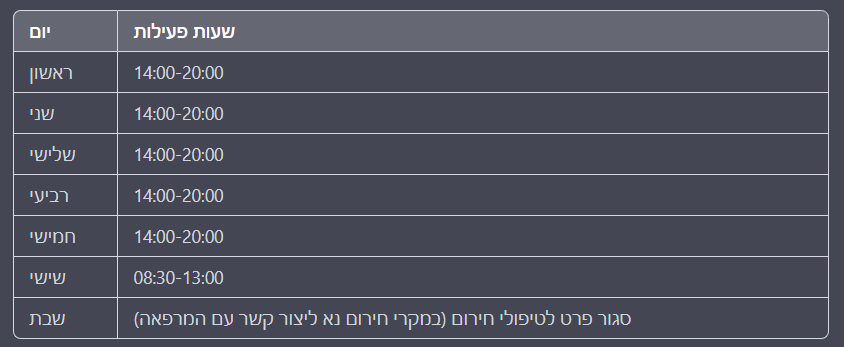 יום שעות פעילות
ראשון 14:00-20:00
שני 14:00-20:00
שלישי 14:00-20:00
רביעי 14:00-20:00
חמישי 14:00-20:00
שישי 08:30-13:00
שבת סגור פרט לטיפולי חירום (במקרי חירום נא ליצור קשר עם המרפאה)